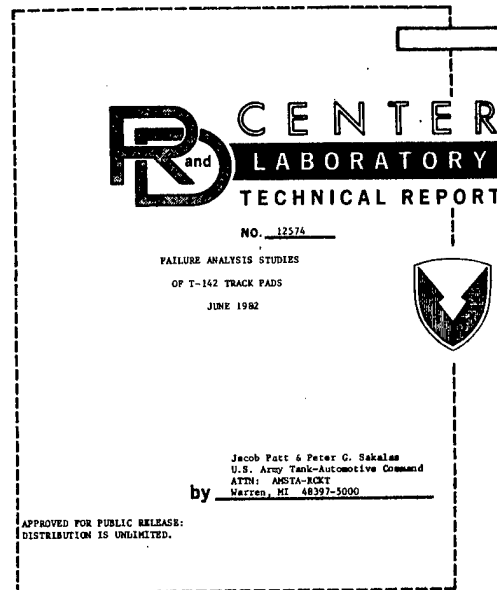 R and D
CENTER
LABORATORY
TECHNICAL REPORT
NO. 12574
FAILURE ANALYSIS STUDIES
OF T-142 TRACK PADS
JUNE 1982
Jacob Patt & Peter G. Sakalas
U.S. Army Tank-Automotive Command
ATTN: AMSTA-RCKT
by Warren, MI 48397-5000
APPROVED FOR PUBLIC RELEASE:
DISTRIBUTION IS UNLIMITED.